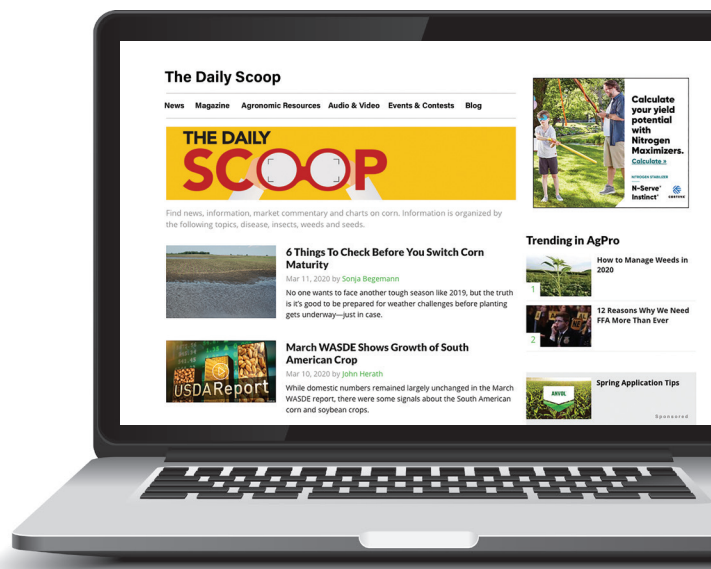 The Daily Scoop
News Magazine Agronomic Resources Audio & Video Events & Contests Blog
THE DAILY
SCOOP
Find news, information, market commentary and charts on corn. Information is organized by
the following topics, disease, insects, weeds and seeds.
6 Things To Check Before You Switch Corn
Maturity
Mar 11, 2020 by Sonja Begemann
No one wants to face another tough season like 2019, but the truth
is it's good to be prepared for weather challenges before planting
gets underway—just in case.
USDA Report
March WASDE Shows Growth of South
American Crop
Mar 10, 2020 by John Herath
While domestic numbers remained largely unchanged in the March
WASDE report, there were some signals about the South American
corn and soybean crops.
Calculate
your yield
potential
with
Nitrogen
Maximizers.
Calculate »
NITROGEN STABILIZER
N-Serve®
Instinct®
CORTEVA
Trending in AgPro
1
How to Manage Weeds in
2020
2
12 Reasons Why We Need
FFA More Than Ever
ANVOL
Spring Application Tips
Sponsored